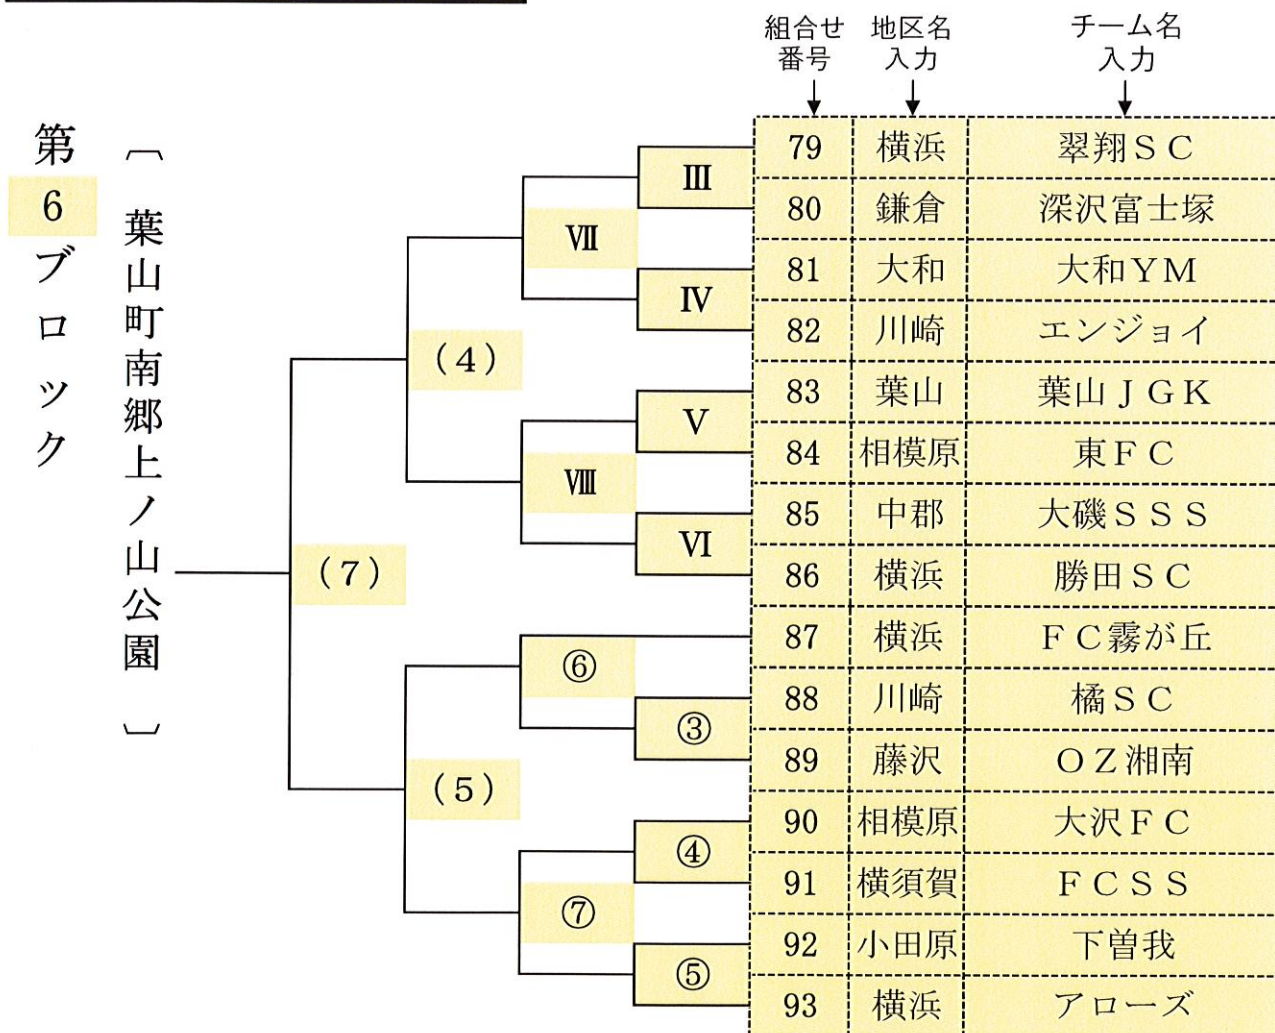 組合せ番号 地区名入力 チーム名入力
第6ブロック
〔 葉山町南郷上ノ山公園 〕
79 横浜 翠翔SC
80 鎌倉 深沢富士塚
81 大和 大和YM
82 川崎 エンジョイ
83 葉山 葉山JGK
84 相模原 東FC
85 中郡 大磯SSS
86 横浜 勝田SC
87 横浜 FC霧が丘
88 川崎 橘SC
89 藤沢 OZ湘南
90 相模原 大沢FC
91 横須賀 FCSS
92 小田原 下曽我
93 横浜 アローズ
Ⅲ
Ⅶ
Ⅳ
(4)
Ⅴ
Ⅷ
Ⅵ
(7)
⑥
③
(5)
④
⑦
⑤